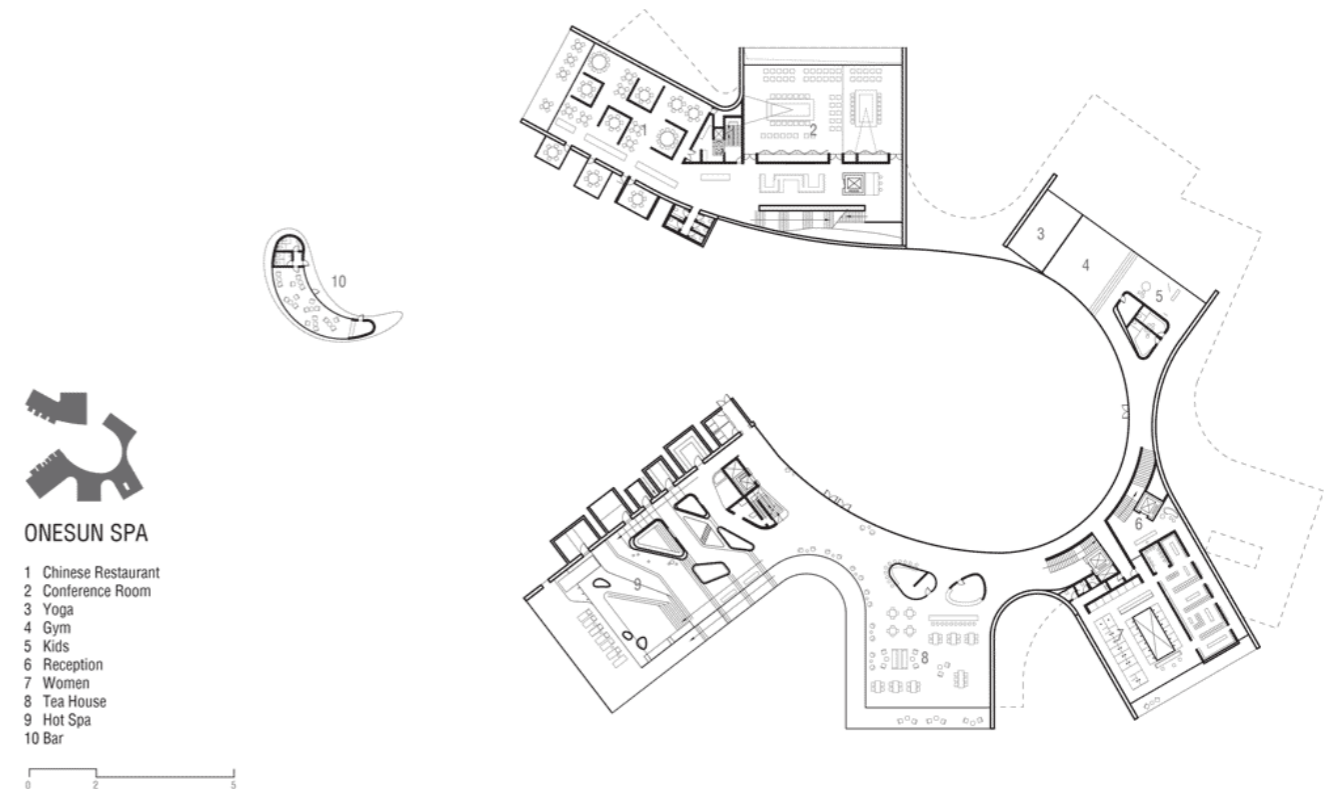 1
2
3
4
5
10
6
7
8
9
ONESUN SPA
1 Chinese Restaurant
2 Conference Room
3 Yoga
4 Gym
5 Kids
6 Reception
7 Women
8 Tea House
9 Hot Spa
10 Bar
0 2 5